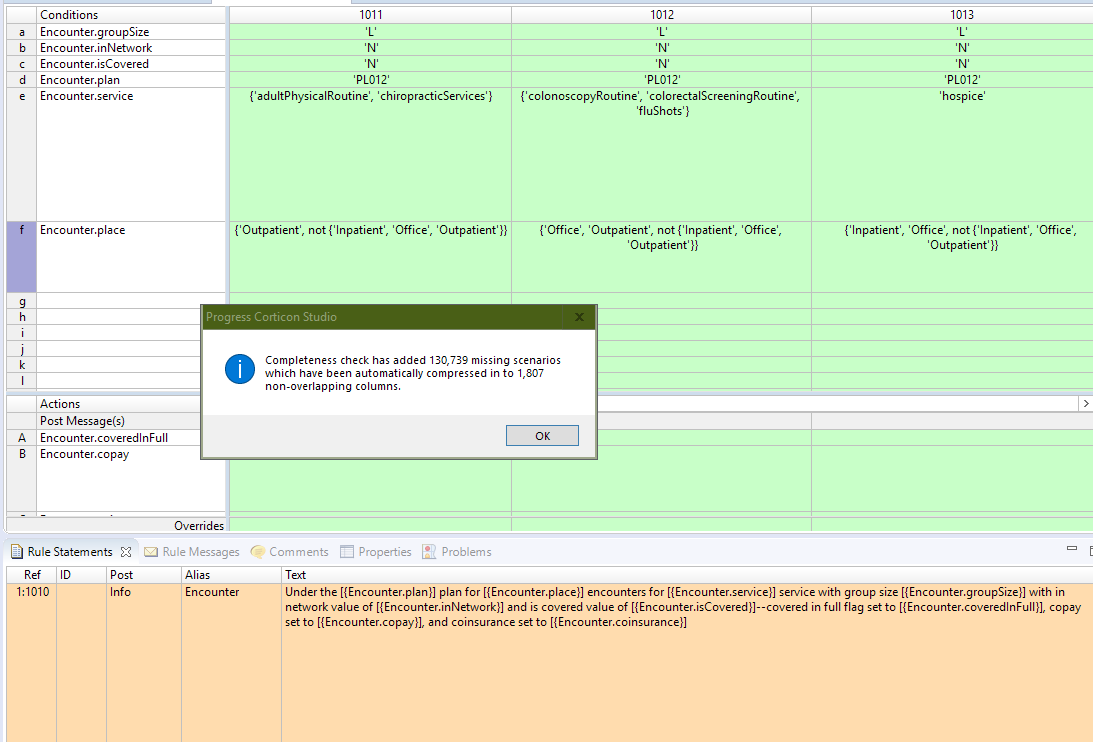 Conditions 1011 1012 1013
a Encounter.groupSize 'L' 'L' 'L'
b Encounter.inNetwork 'N' 'N' 'N'
c Encounter.isCovered 'N' 'N' 'N'
d Encounter.plan 'PL012' 'PL012' 'PL012'
e Encounter.service {'adultPhysicalRoutine', 'chiropracticServices'} {'colonoscopyRoutine', 'colorectalScreeningRoutine', 'hospice'
'fluShots'}
f Encounter.place {'Outpatient', not {'Inpatient', 'Office', 'Outpatient'}} {'Office', 'Outpatient', not {'Inpatient', 'Office', {'Inpatient', 'Office', not {'Inpatient', 'Office',
'Outpatient'}} 'Outpatient'}}
g
h
i
j
k
l
Progress Corticon Studio x
Completeness check has added 130,739 missing scenarios
which have been automatically compressed in to 1,807
non-overlapping columns.
OK
Actions
Post Message(s)
A Encounter.coveredInFull
B Encounter.copay
Overrides
Rule Statements Rule Messages Comments Properties Problems
Ref ID Post Alias Text
1:1010 Info Encounter Under the [{Encounter.plan}] plan for [{Encounter.place}] encounters for [{Encounter.service}] service with group size [{Encounter.groupSize}] with in
network value of [{Encounter.inNetwork}] and is covered value of [{Encounter.isCovered}]--covered in full flag set to [{Encounter.coveredInFull}], copay
set to [{Encounter.copay}], and coinsurance set to [{Encounter.coinsurance}]